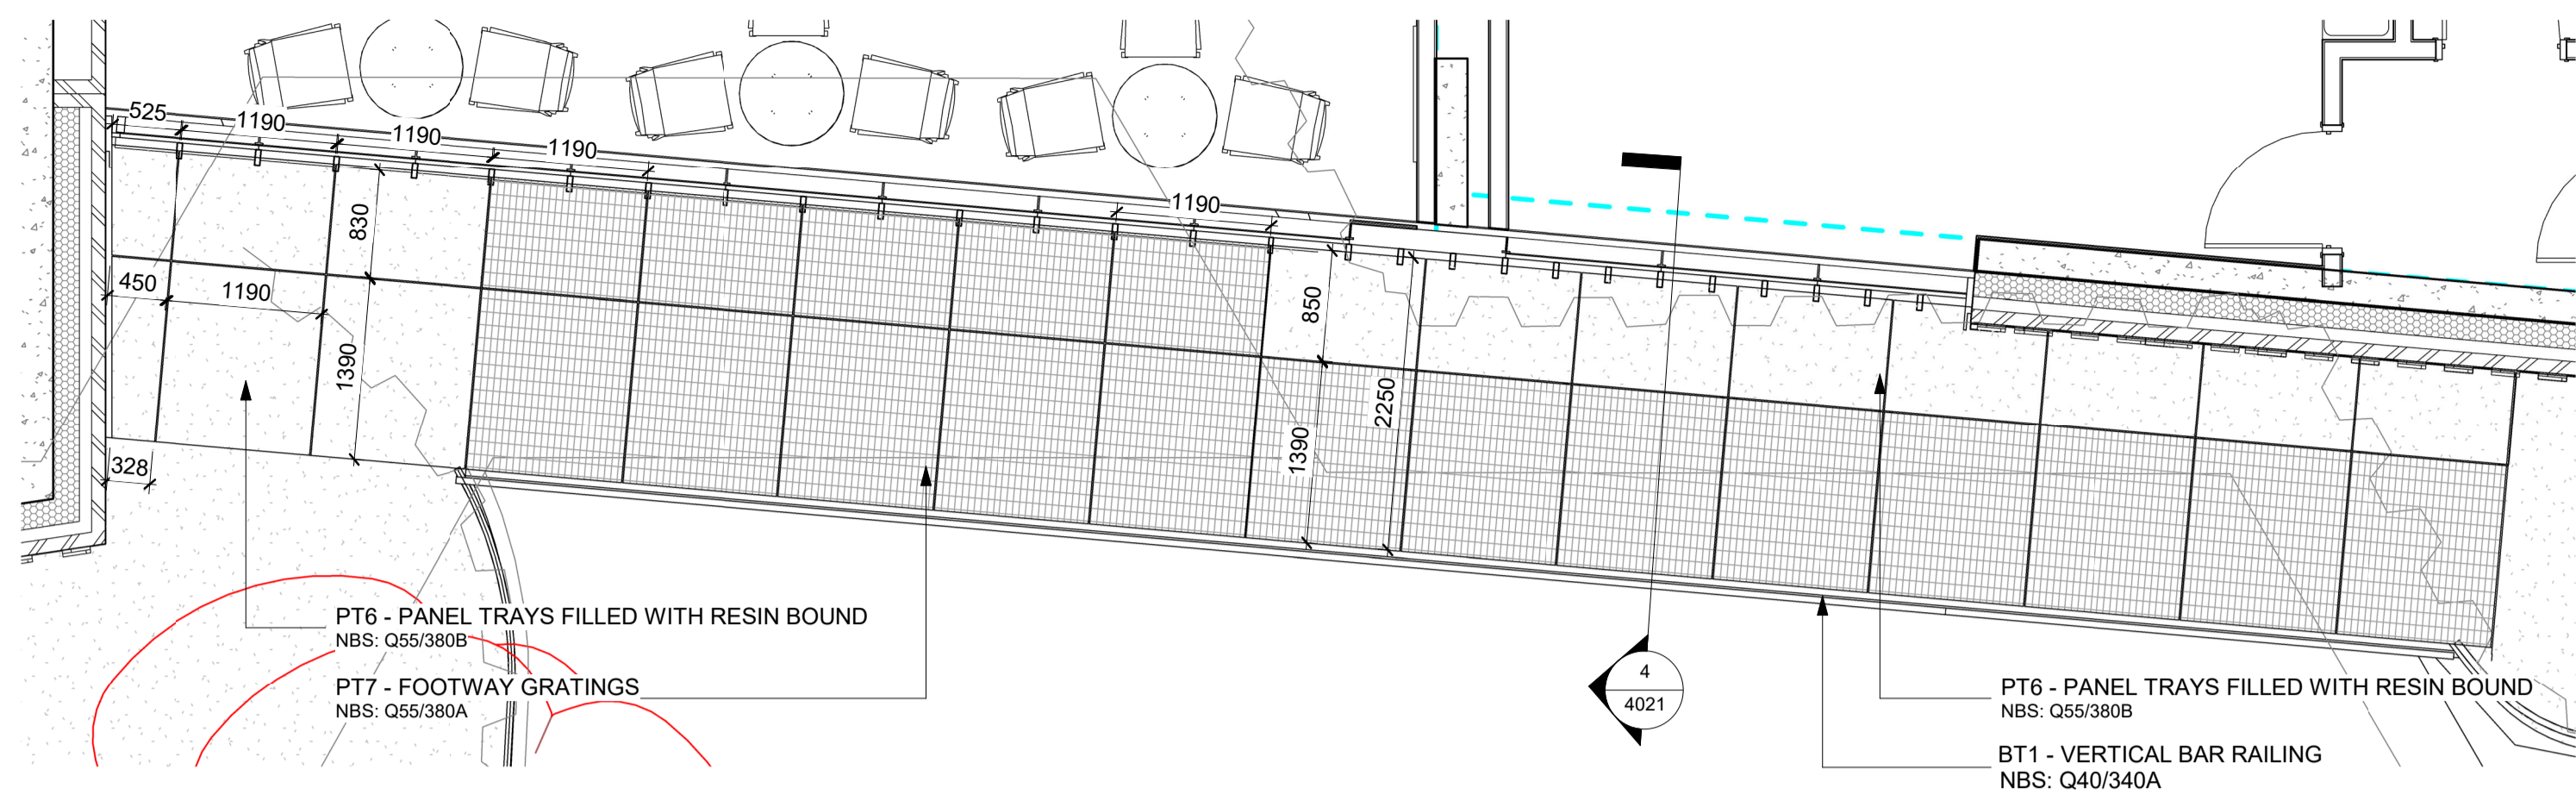 525
1190
1190
1190
1190
830
450
1190
850
1390
2250
1390
328
PT6 - PANEL TRAYS FILLED WITH RESIN BOUND
NBS: Q55/380B
PT7 - FOOTWAY GRATINGS
NBS: Q55/380A
4
4021
PT6 - PANEL TRAYS FILLED WITH RESIN BOUND
NBS: Q55/380B
BT1 - VERTICAL BAR RAILING
NBS: Q40/340A